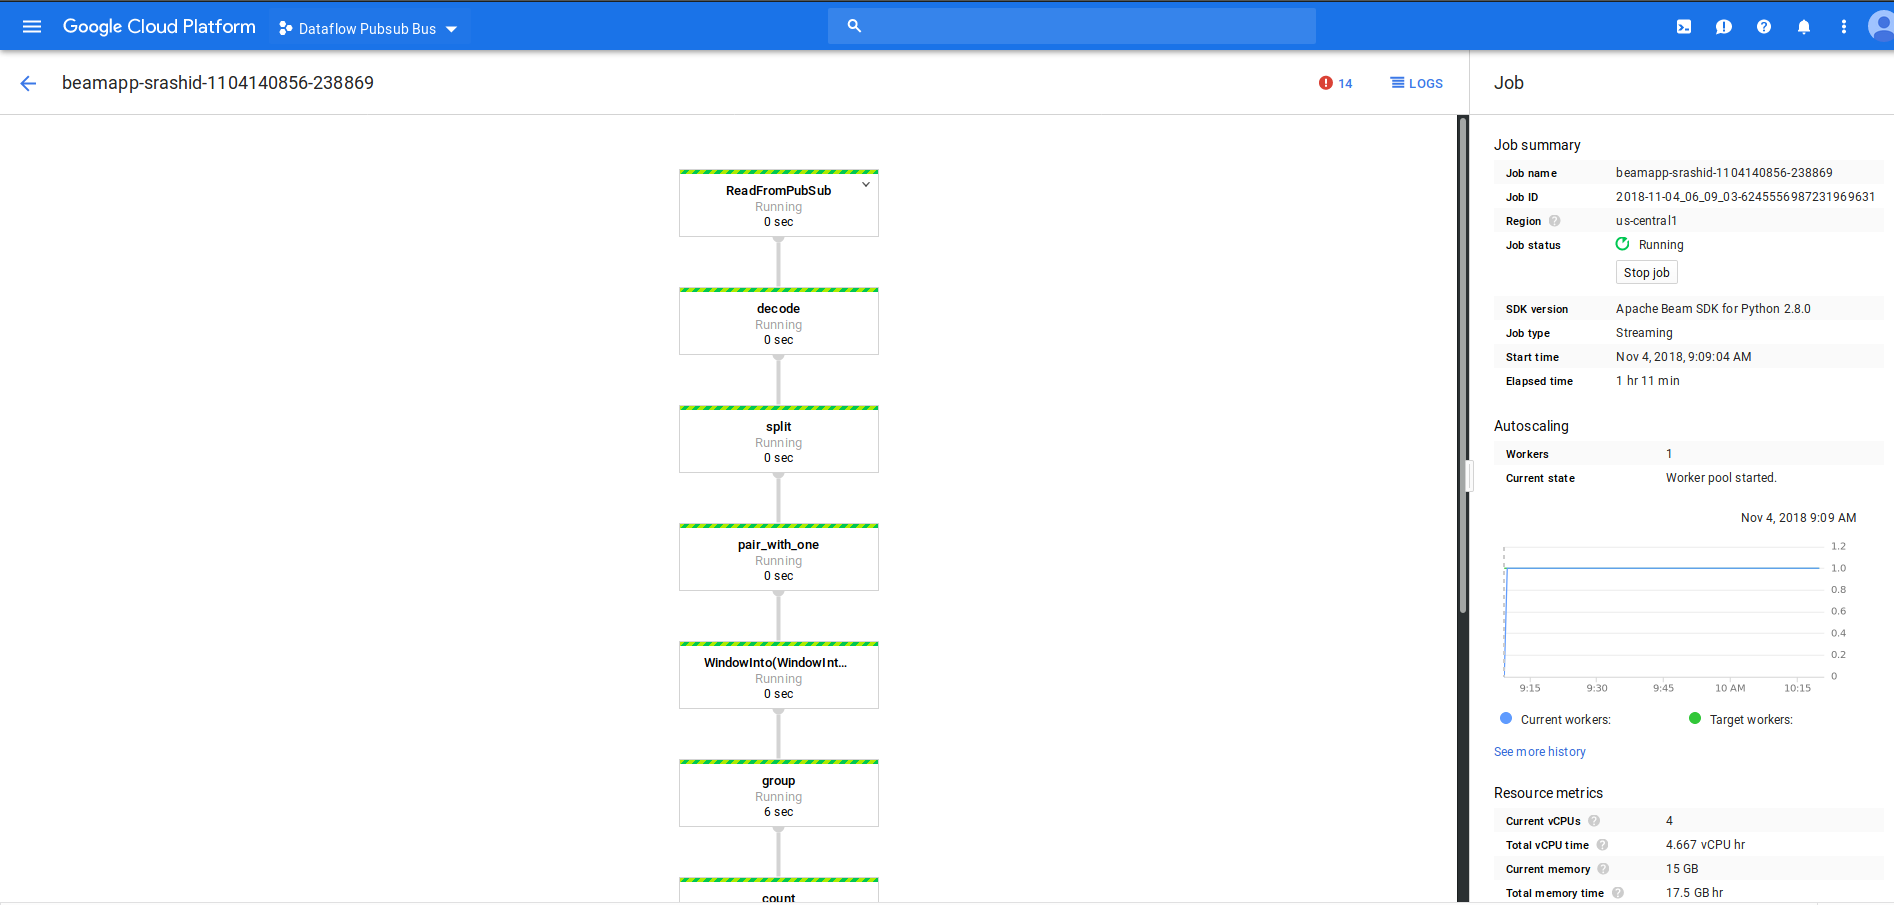 Google Cloud Platform Dataflow Pubsub Bus
beamapp-srashid-1104140856-238869
14 LOGS
ReadFromPubSub
Running
0 sec
decode
Running
0 sec
split
Running
0 sec
pair_with_one
Running
0 sec
WindowInto(WindowInt...
Running
0 sec
group
Running
6 sec
count
Job
Job summary
Job name beamapp-srashid-1104140856-238869
Job ID 2018-11-04_06_09_03-6245556987231969631
Region us-central1
Job status Running
Stop job
SDK version Apache Beam SDK for Python 2.8.0
Job type Streaming
Start time Nov 4, 2018, 9:09:04 AM
Elapsed time 1 hr 11 min
Autoscaling
Workers 1
Current state Worker pool started.
Nov 4, 2018 9:09 AM
1.2
1.0
0.8
0.6
0.4
0.2
0
9:15 9:30 9:45 10 AM 10:15
Current workers: Target workers:
See more history
Resource metrics
Current vCPUs 4
Total vCPU time 4.667 vCPU hr
Current memory 15 GB
Total memory time 17.5 GB hr